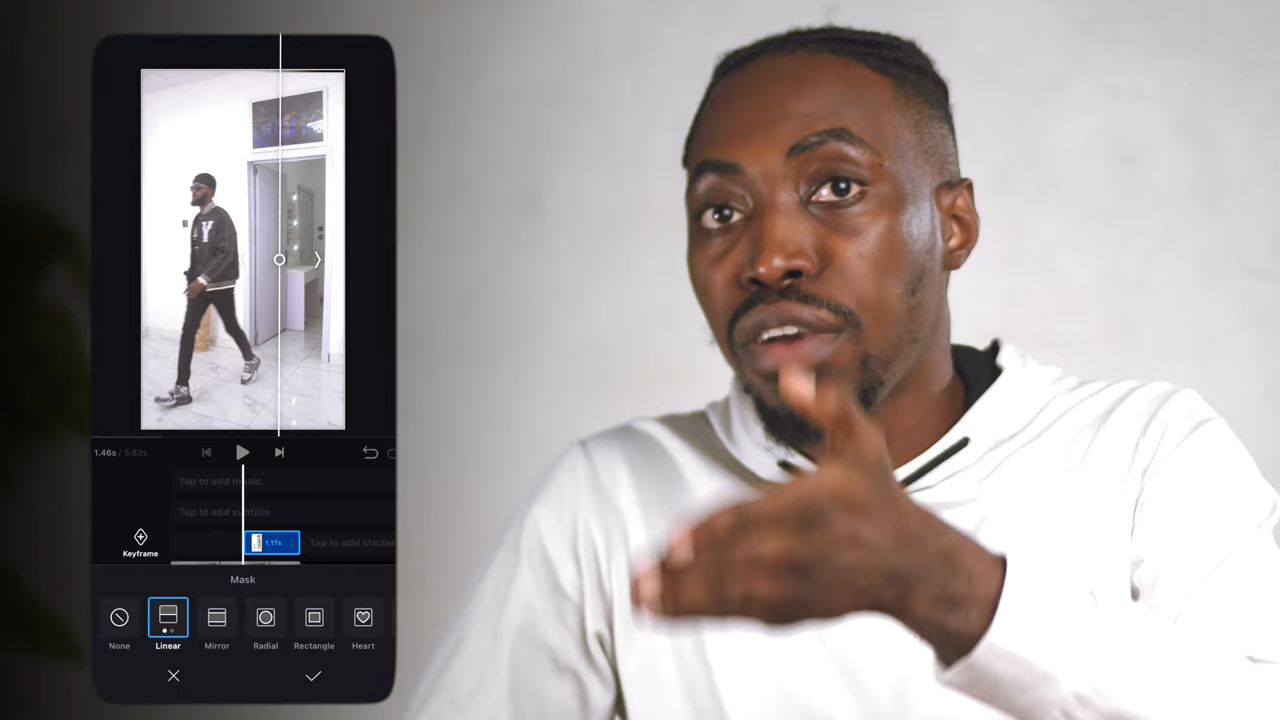 Y
1.46s / 5.63s
Tap to add music
Tap to add subtitle
1.17s
Tap to add sticker
Keyframe
Mask
None
Linear
Mirror
Radial
Rectangle
Heart